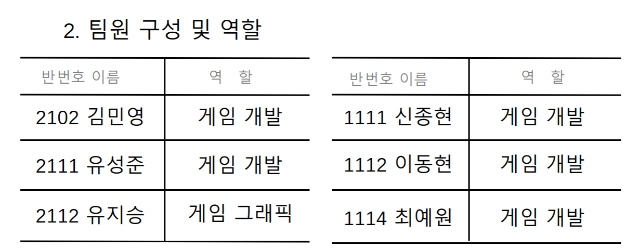 2. 팀원 구성 및 역할
반번호 이름 역 할
2102 김민영 게임 개발
2111 유성준 게임 개발
2112 유지승 게임 그래픽
반번호 이름 역 할
1111 신종현 게임 개발
1112 이동현 게임 개발
1114 최예원 게임 개발